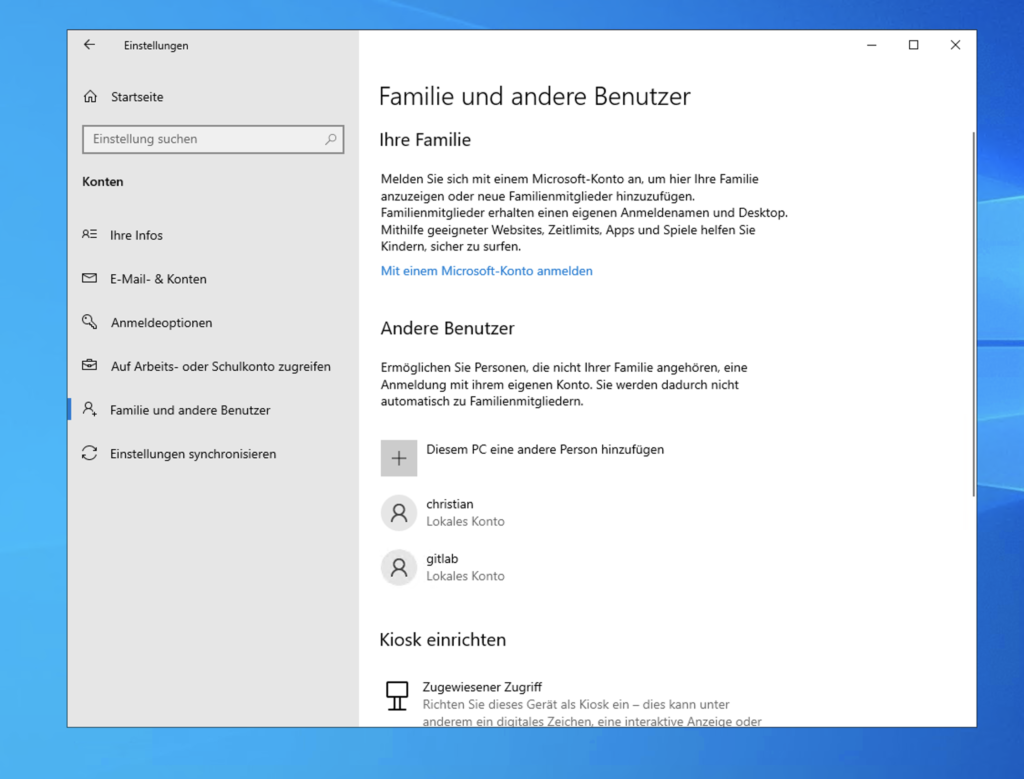 Einstellungen
Startseite
Einstellung suchen
Konten
Ihre Infos
E-Mail- & Konten
Anmeldeoptionen
Auf Arbeits- oder Schulkonto zugreifen
Familie und andere Benutzer
Einstellungen synchronisieren
Familie und andere Benutzer
Ihre Familie
Melden Sie sich mit einem Microsoft-Konto an, um hier Ihre Familie
anzuzeigen oder neue Familienmitglieder hinzuzufügen.
Familienmitglieder erhalten einen eigenen Anmeldenamen und Desktop.
Mithilfe geeigneter Websites, Zeitlimits, Apps und Spiele helfen Sie
Kindern, sicher zu surfen.
Mit einem Microsoft-Konto anmelden
Andere Benutzer
Ermöglichen Sie Personen, die nicht Ihrer Familie angehören, eine
Anmeldung mit ihrem eigenen Konto. Sie werden dadurch nicht
automatisch zu Familienmitgliedern.
Diesem PC eine andere Person hinzufügen
christian
Lokales Konto
gitlab
Lokales Konto
Kiosk einrichten
Zugewiesener Zugriff
Richten Sie dieses Gerät als Kiosk ein – dies kann unter
anderem ein digitales Zeichen, eine interaktive Anzeige oder